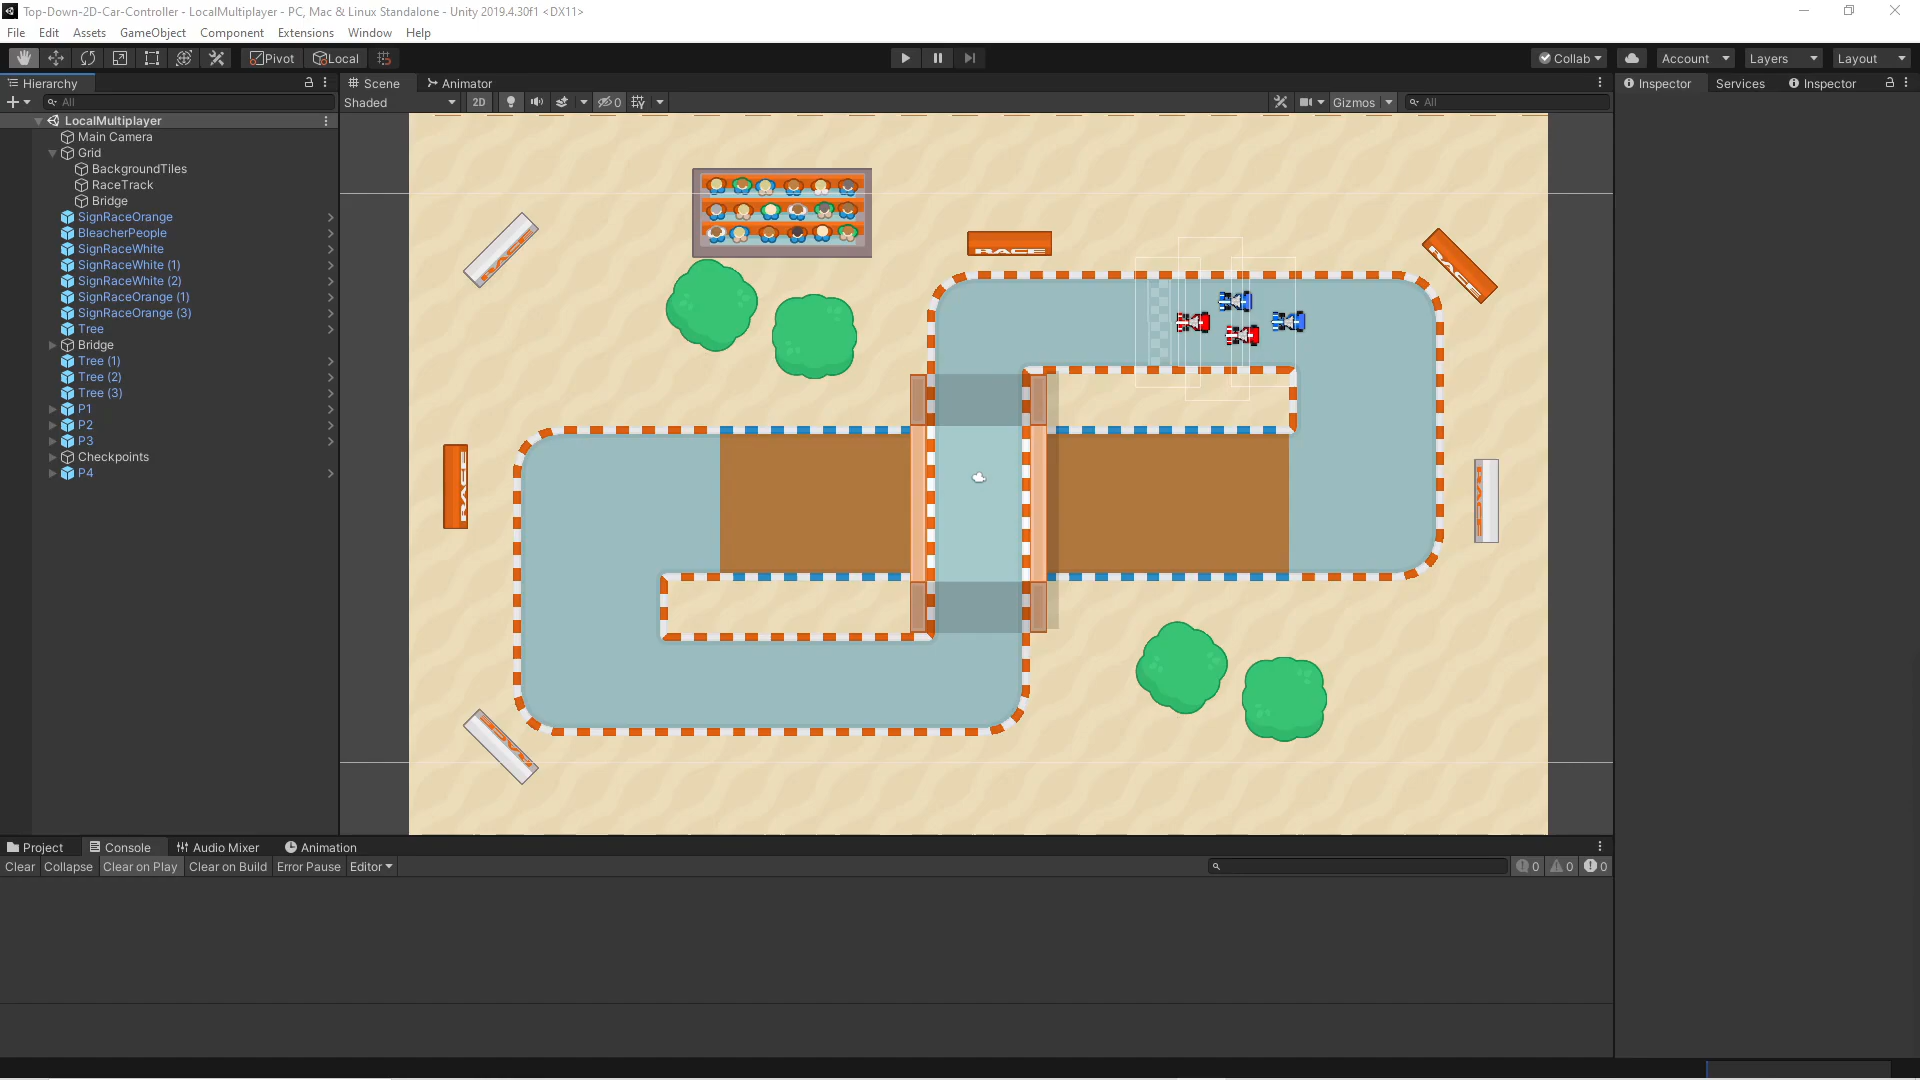 Top-Down-2D-Car-Controller - LocalMultiplayer - PC, Mac & Linux Standalone - Unity 2019.4.30f1 <DX11>
File Edit Assets GameObject Component Extensions Window Help
Pivot Local Collab Account Layers Layout
Hierarchy Scene Animator Inspector Services Inspector
All Shaded 2D 0 Gizmos All
LocalMultiplayer
Main Camera
Grid
BackgroundTiles
RaceTrack
Bridge
SignRaceOrange
BleacherPeople
SignRaceWhite
SignRaceWhite (1)
SignRaceWhite (2)
SignRaceOrange (1)
SignRaceOrange (3)
Tree
Bridge
Tree (1)
Tree (2)
Tree (3)
P1
P2
P3
Checkpoints
P4
RACE
RACE
RACE
RACE
RACE
RACE
Project Console Audio Mixer Animation
Clear Collapse Clear on Play Clear on Build Error Pause Editor 0 0 0